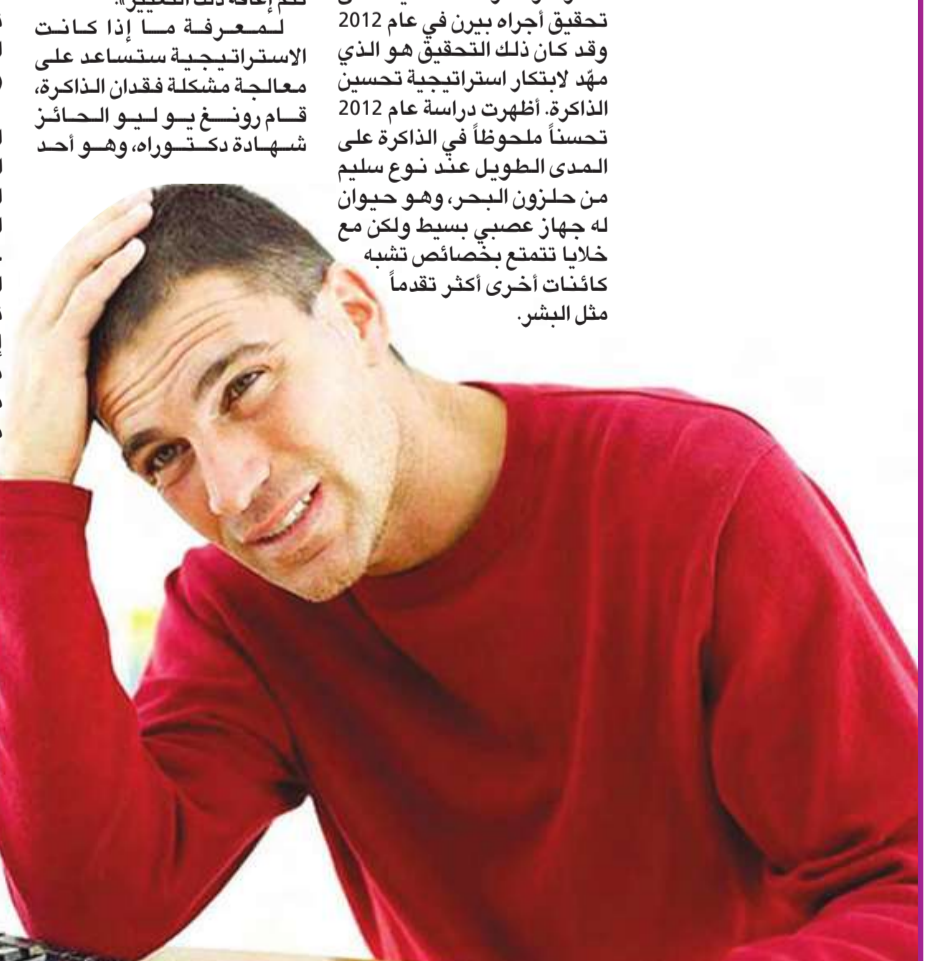 تحقيق أجراه بيرن في عام 2012
وقد كان ذلك التحقيق هو الذي
مهّد لابتكار استراتيجية تحسين
الذاكرة. أظهرت دراسة عام 2012
تحسناً ملحوظاً في الذاكرة على
المدى الطويل عند نوع سليم
من حلزون البحر، وهو حيوان
له جهاز عصبي بسيط ولكن مع
خلايا تتمتع بخصائص تشبه
كائنات أخرى أكثر تقدماً
مثل البشر.
لمعرفة ما إذا كانت
الاستراتيجية ستساعد على
معالجة مشكلة فقدان الذاكرة،
قام رونغ يو ليو الحائز
شهادة دكتوراه، وهو أحد